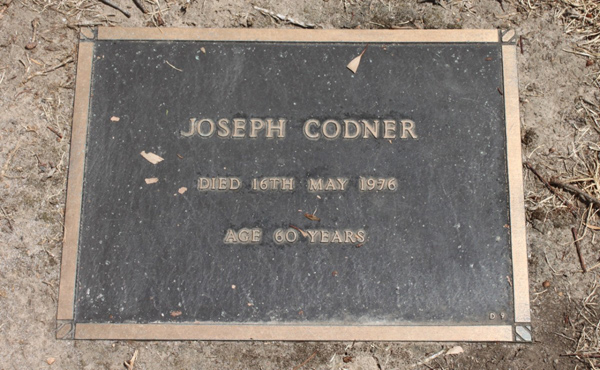 JOSEPH CODNER
DIED 16TH MAY 1976
AGE 60 YEARS